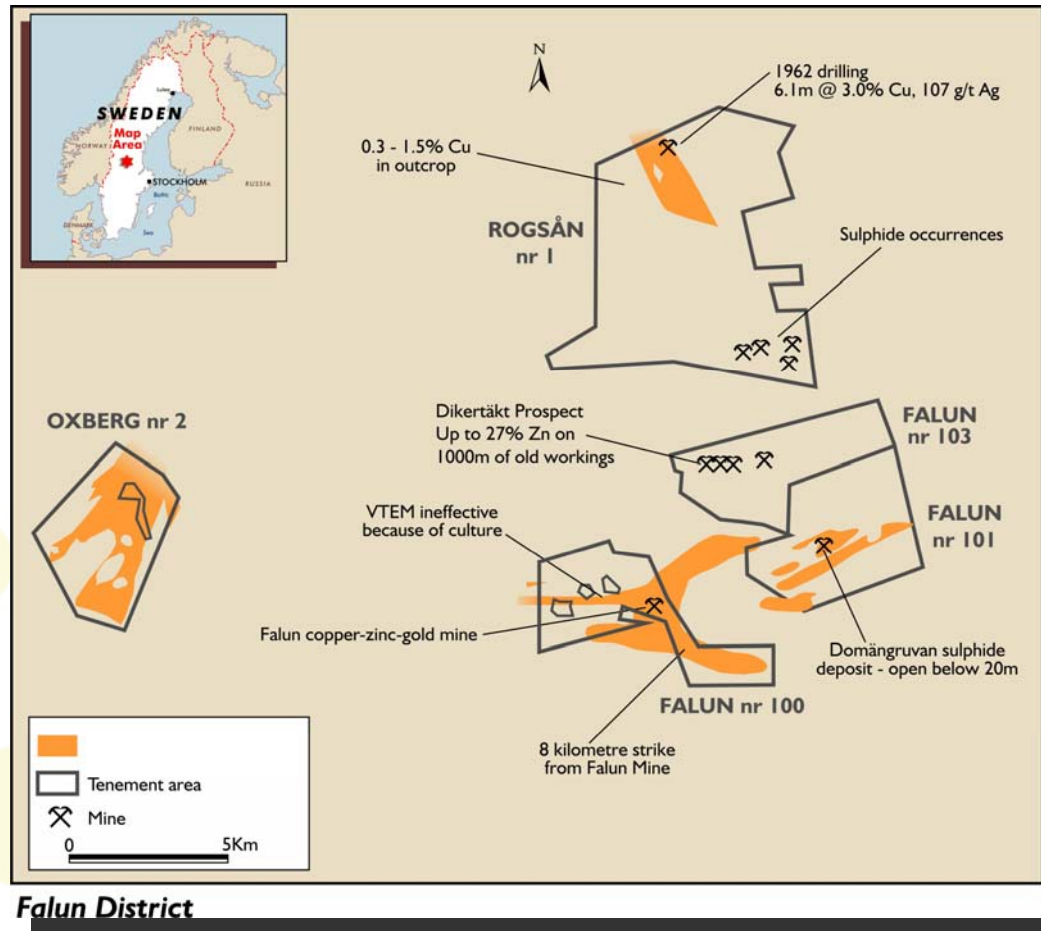 N
1962 drilling
6.1m @ 3.0% Cu, 107 g/t Ag
Luleå
SWEDEN
FINLAND
Map
Area
NORWAY
STOCKHOLM
RUSSIA
Baltic
DENMARK
Sea
0.3 - 1.5% Cu
in outcrop
ROGSÅN
nr 1
Sulphide occurrences
OXBERG nr 2
Dikertäkt Prospect
Up to 27% Zn on
1000m of old workings
FALUN
nr 103
VTEM ineffective
because of culture
FALUN
nr 101
Falun copper-zinc-gold mine
Domängruvan sulphide
deposit - open below 20m
FALUN nr 100
8 kilometre strike
from Falun Mine
Tenement area
Mine
0 5Km
Falun District